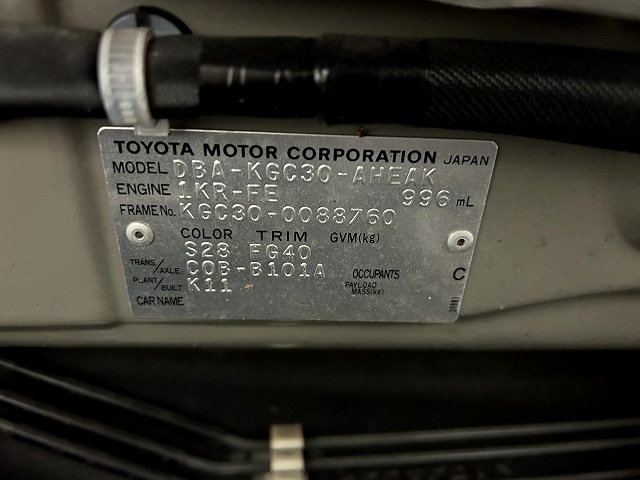 TOYOTA MOTOR CORPORATION JAPAN
MODEL DBA-KGC30-AHEAK
ENGINE 1KR-FE 996 mL
FRAME No. KGC30-0088760
COLOR TRIM GVM(kg)
S28 FG40
TRANS/AXLE C0B-B101A OCCUPANTS C
PLANT/BUILT K11 PAYLOAD MASS(kg)
CAR NAME